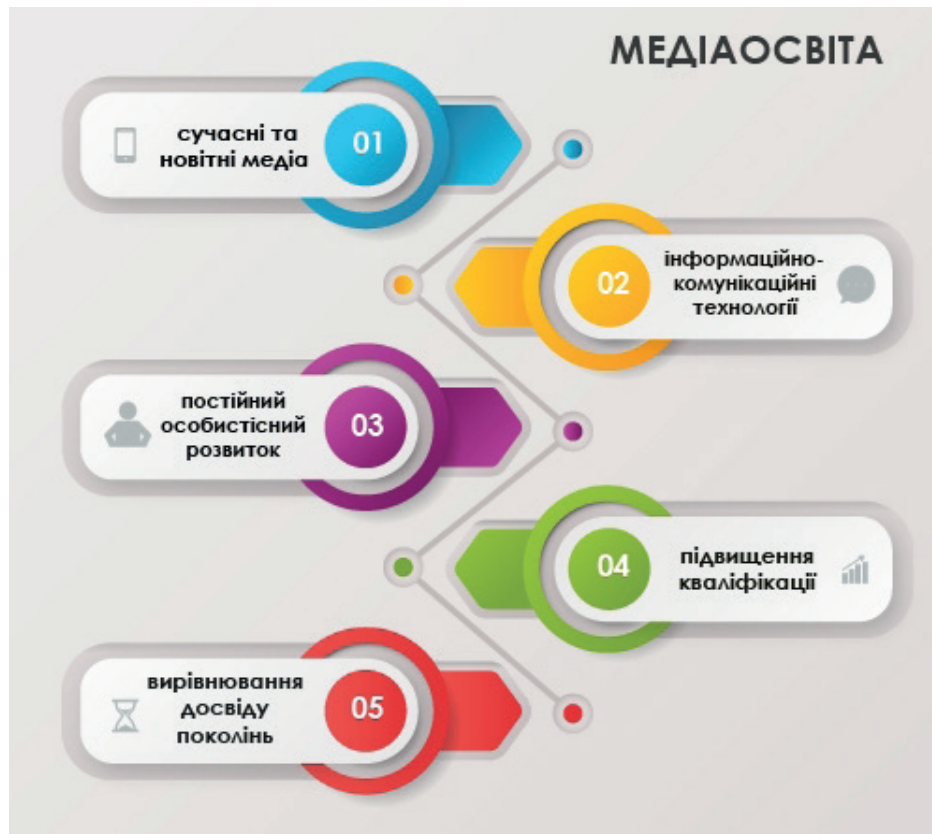 МЕДІАОСВІТА
сучасні та
новітні медіа
01
02
інформаційно-
комунікаційні
технології
постійний
особистісний
розвиток
03
04
підвищення
кваліфікації
вирівнювання
досвіду
поколінь
05